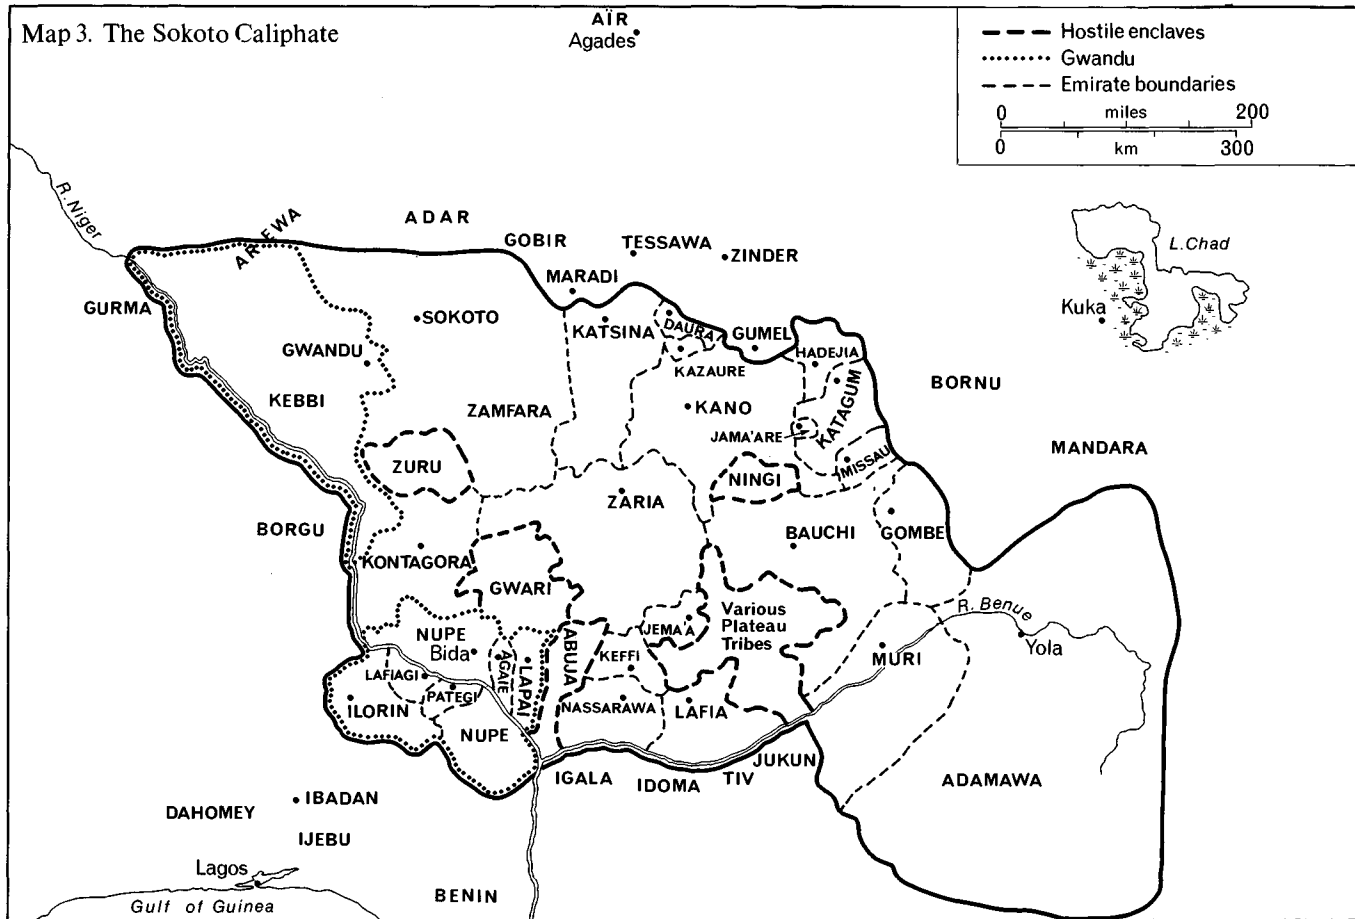 Map 3. The Sokoto Caliphate
AÏR
Agades
Hostile enclaves
Gwandu
Emirate boundaries
0 miles 200
0 km 300
R. Niger
AREWA
ADAR
GOBIR
TESSAWA
ZINDER
MARADI
L. Chad
Kuka
GURMA
SOKOTO
KATSINA
DAURA
GUMEL
GWANDU
KAZAURE
HADEJIA
BORNU
KEBBI
ZAMFARA
KANO
KATAGUM
JAMA'ARE
MANDARA
ZURU
NINGI
MISSAU
ZARIA
BORGU
BAUCHI
GOMBE
KONTAGORA
GWARI
Various
Plateau
Tribes
R. Benue
NUPE
Bida
AGAIE
LAPAI
ABUJA
JEMA'A
KEFFI
MURI
Yola
LAFIAGI
PATEGI
ILORIN
NASSARAWA
LAFIA
NUPE
IGALA
IDOMA
TIV
JUKUN
ADAMAWA
DAHOMEY
IBADAN
IJEBU
Lagos
BENIN
Gulf of Guinea